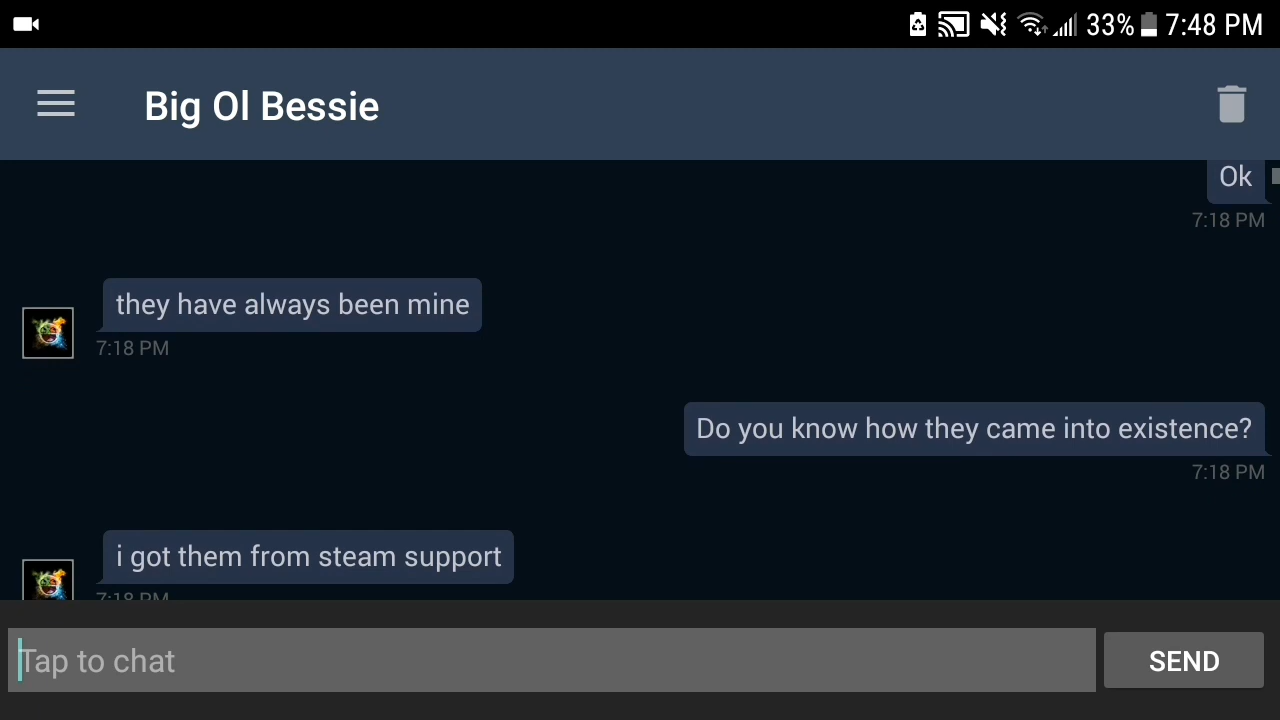 33% 7:48 PM
Big Ol Bessie
Ok
7:18 PM
they have always been mine
7:18 PM
Do you know how they came into existence?
7:18 PM
i got them from steam support
7:18 PM
Tap to chat
SEND